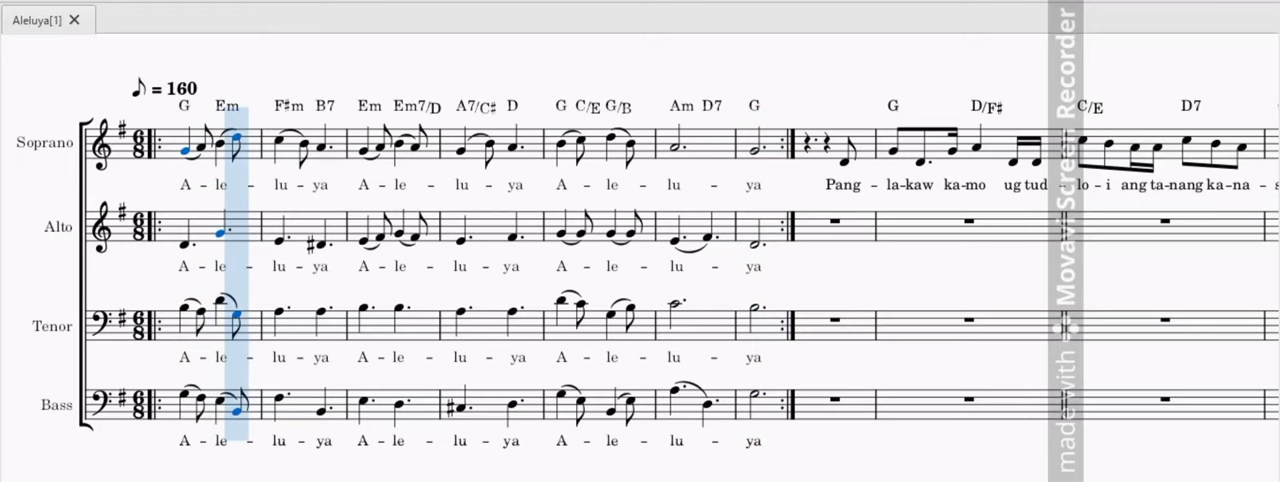 Aleluya[1]
♪ = 160
G Em F♯m B7 Em Em7/D A7/C♯ D G C/E G/B Am D7 G G D/F♯ C/E D7
Soprano
A - le - lu - ya A - le - lu - ya A - le - lu - ya Pang - la-kaw ka-mo ug tud - lo - i ang ta-nang ka-na - s
Alto
A - le - lu - ya A - le - lu - ya A - le - lu - ya
Tenor
A - le - lu - ya A - le - lu - ya A - le - lu - ya
Bass
A - le - lu - ya A - le - lu - ya A - le - lu - ya
made with Movavi Screen Recorder